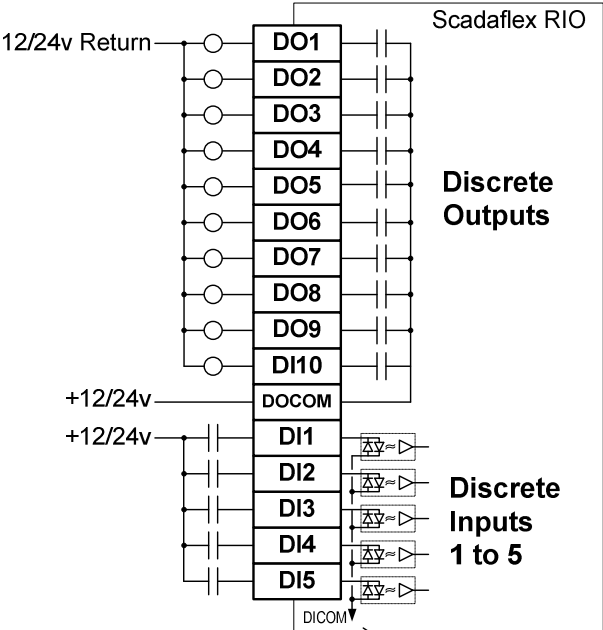 Scadaflex RIO
12/24v Return
DO1
DO2
DO3
DO4
DO5
DO6
DO7
DO8
DO9
DI10
Discrete
Outputs
+12/24v
DOCOM
+12/24v
DI1
DI2
DI3
DI4
DI5
Discrete
Inputs
1 to 5
DICOM